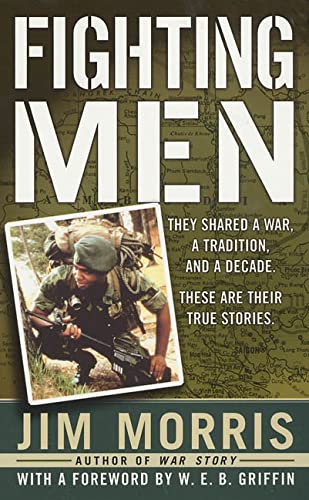 FIGHTING
MEN
THEY SHARED A WAR,
A TRADITION,
AND A DECADE.
THESE ARE THEIR
TRUE STORIES.
SAIGON
JIM MORRIS
AUTHOR OF WAR STORY
WITH A FOREWORD BY W. E. B. GRIFFIN